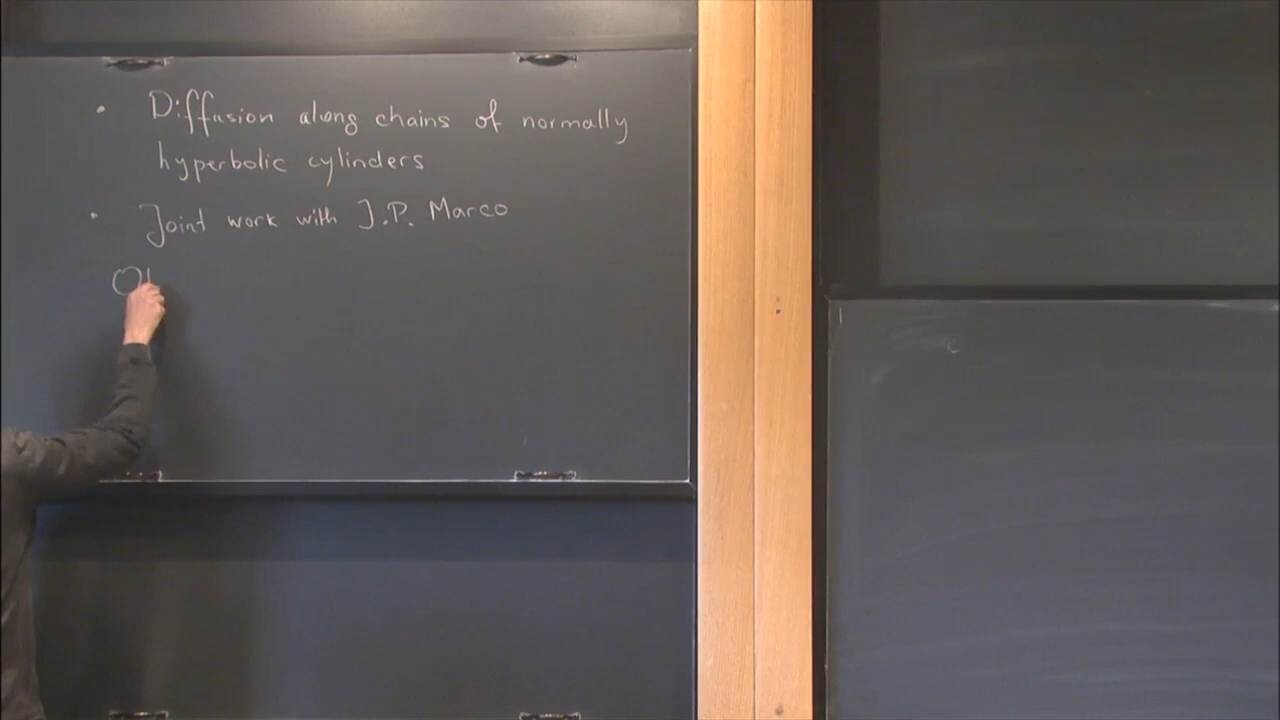 • Diffusion along chains of normally
hyperbolic cylinders
• Joint work with J.P. Marco